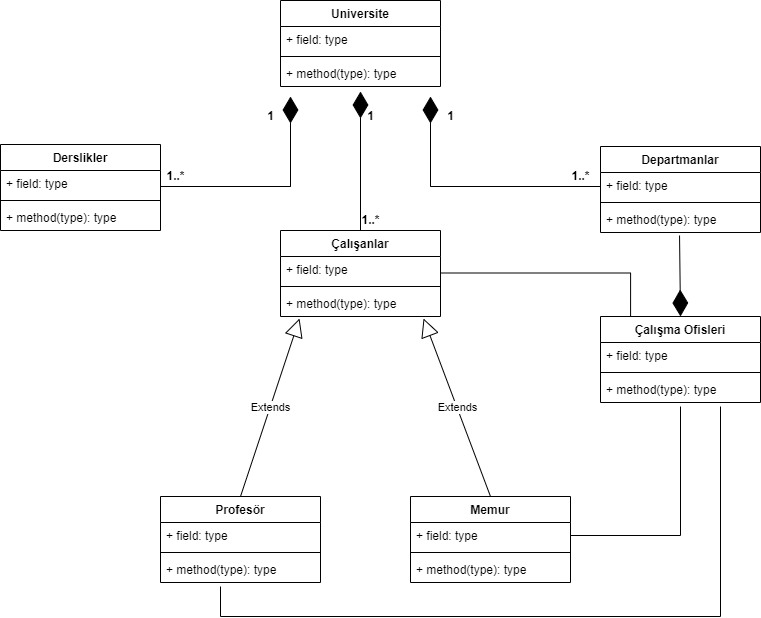 Universite
+ field: type
+ method(type): type
1
1
1
Derslikler
+ field: type
+ method(type): type
1..*
1..*
Departmanlar
+ field: type
+ method(type): type
1..*
Çalışanlar
+ field: type
+ method(type): type
Çalışma Ofisleri
+ field: type
+ method(type): type
Extends
Extends
Profesör
+ field: type
+ method(type): type
Memur
+ field: type
+ method(type): type